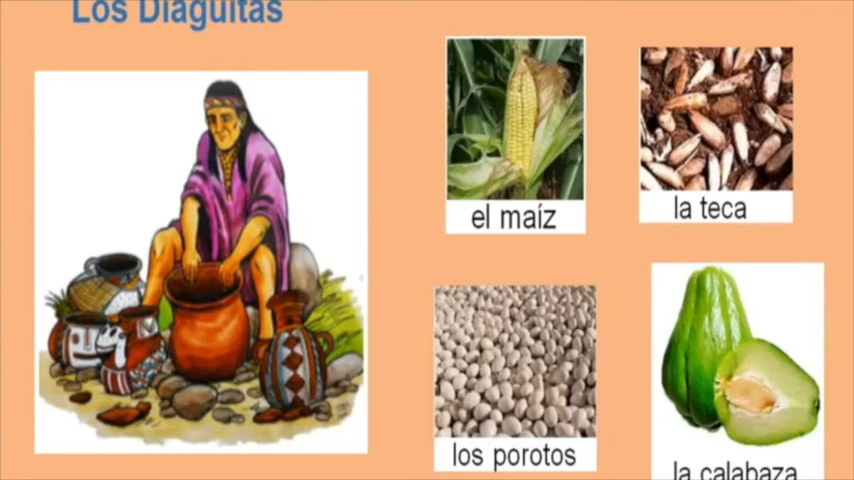 Los Diaguitas
el maíz
la teca
los porotos
la calabaza